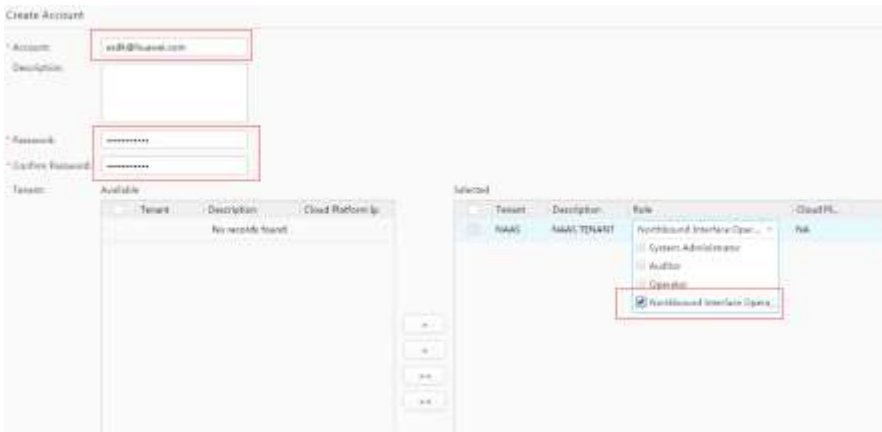 Create Account
* Account: esdk@huawei.com
Description:
* Password: ••••••••••
* Confirm Password: ••••••••••
Tenant: Available Selected
Tenant Description Cloud Platform Ip Tenant Description Role Cloud Pl...
No records found. NAAS NAAS TENANT Northbound Interface Oper... NA
System Administrator
Auditor
Operator
Northbound Interface Opera...